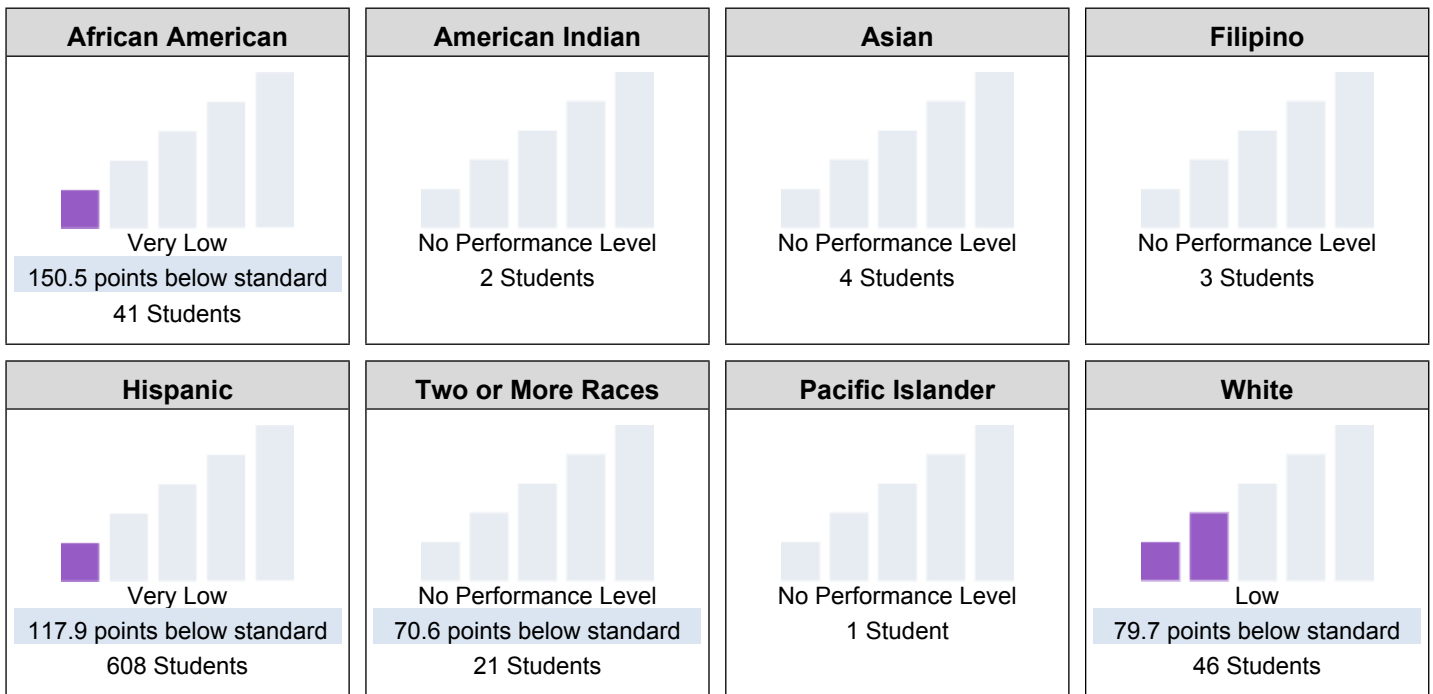 African American
Very Low
150.5 points below standard
41 Students
American Indian
No Performance Level
2 Students
Asian
No Performance Level
4 Students
Filipino
No Performance Level
3 Students
Hispanic
Very Low
117.9 points below standard
608 Students
Two or More Races
No Performance Level
70.6 points below standard
21 Students
Pacific Islander
No Performance Level
1 Student
White
Low
79.7 points below standard
46 Students